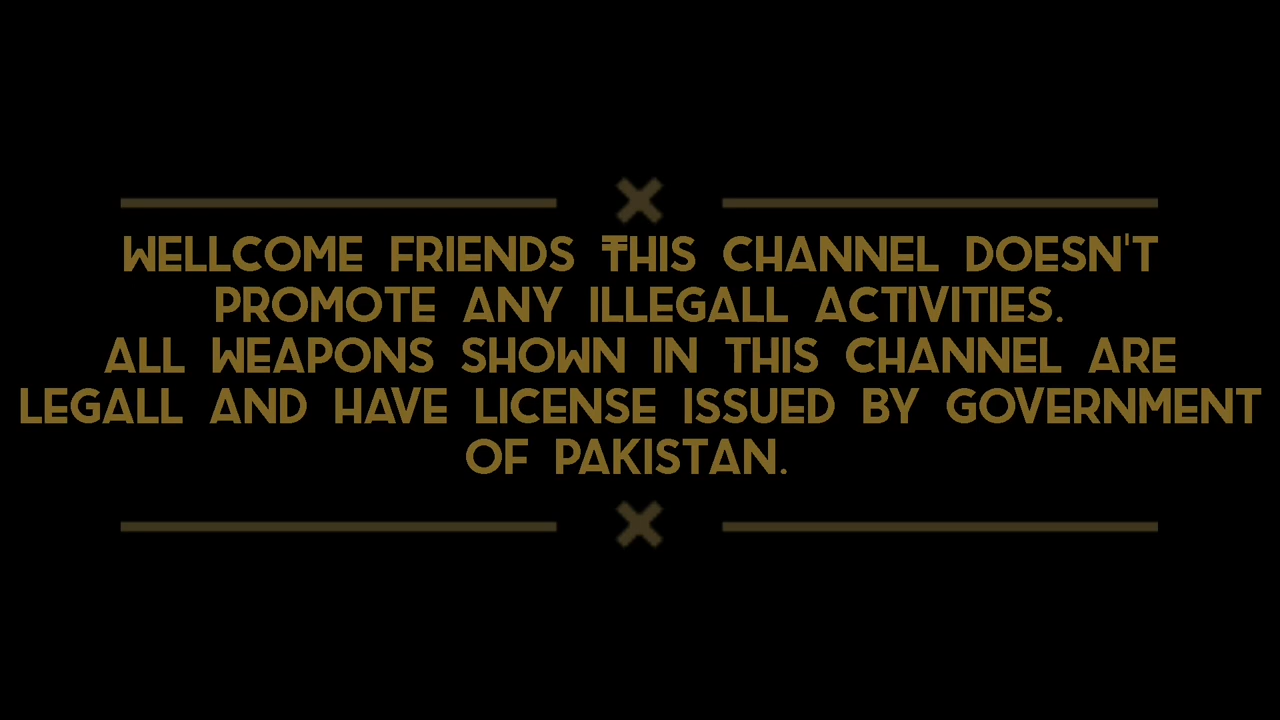 WELLCOME FRIENDS THIS CHANNEL DOESN'T
PROMOTE ANY ILLEGALL ACTIVITIES.
ALL WEAPONS SHOWN IN THIS CHANNEL ARE
LEGALL AND HAVE LICENSE ISSUED BY GOVERNMENT
OF PAKISTAN.